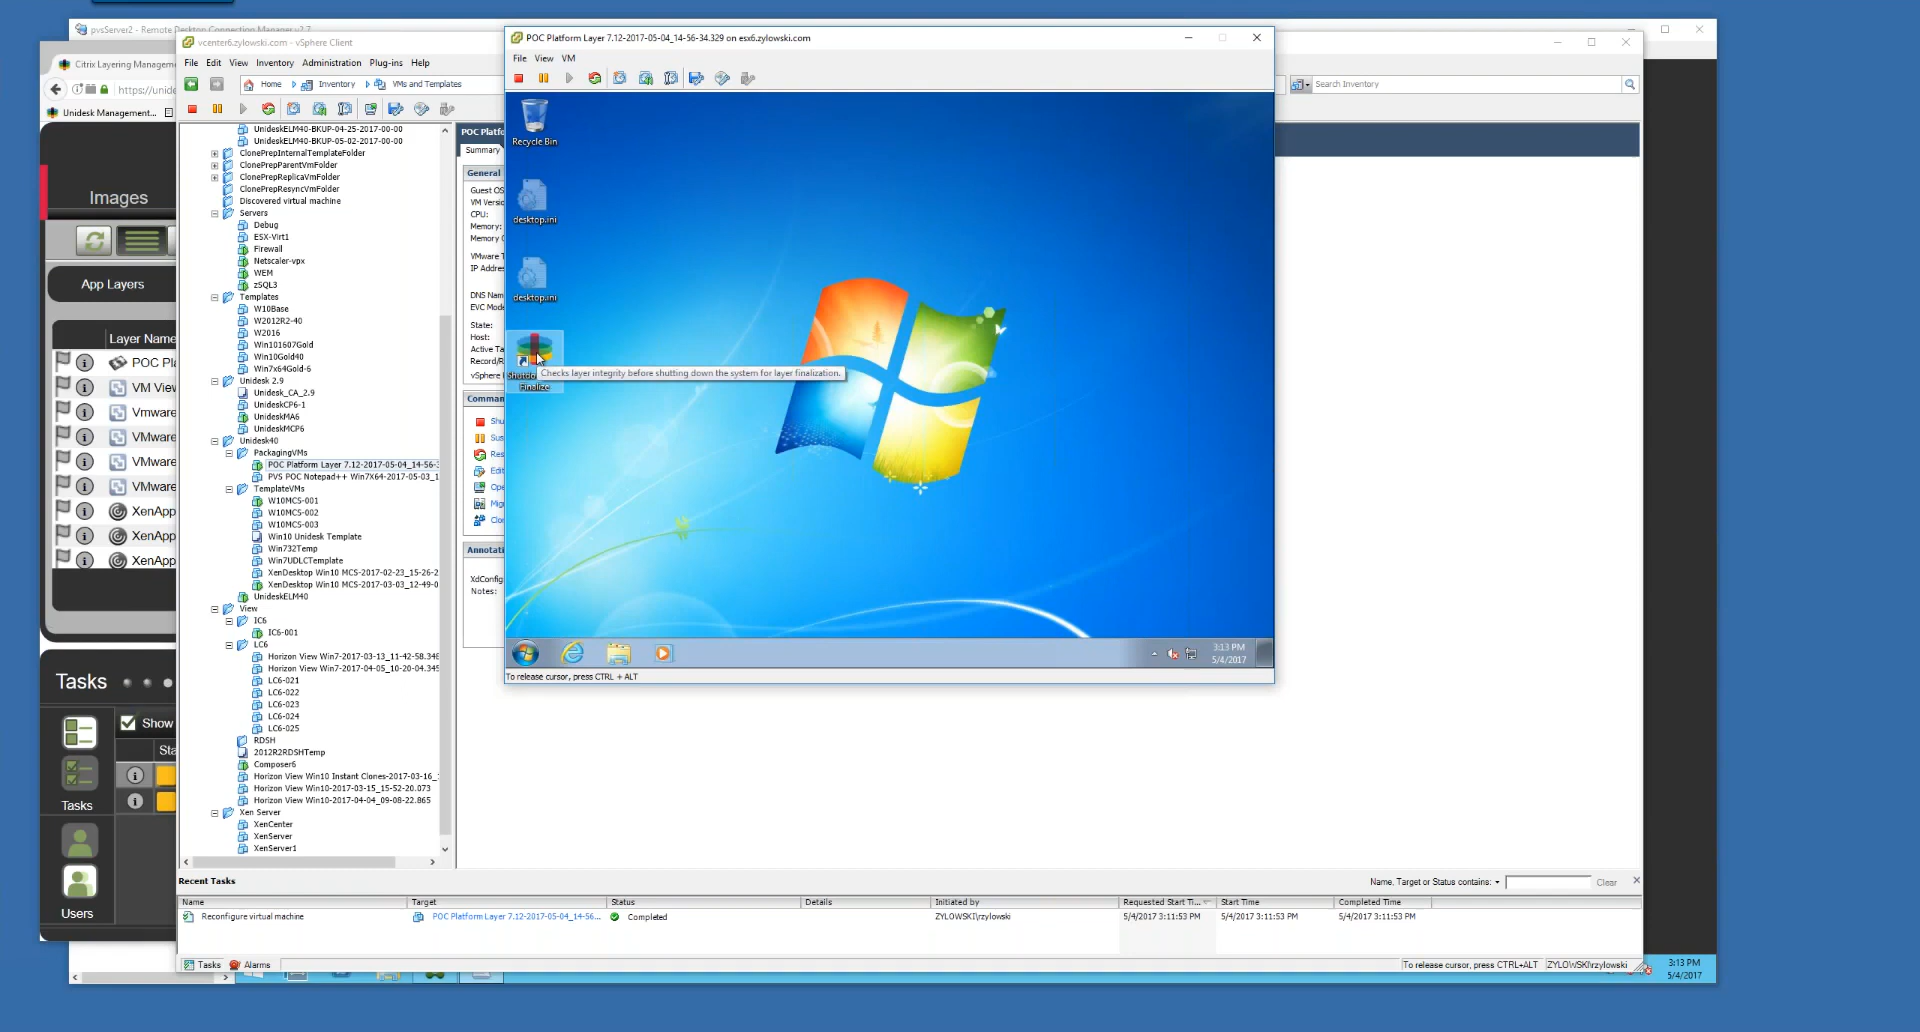 pvsServer2 - Remote Desktop Connection Manager v2.7
Citrix Layering Managem
https://unide
Unidesk Management...
Images
App Layers
Layer Name
POC Pla
VM View
Vmware
VMware
VMware
VMware
XenApp
XenApp
XenApp
Tasks
Show
Sta
Tasks
Users
vcenter6.zylowski.com - vSphere Client
File Edit View Inventory Administration Plug-ins Help
Home Inventory VMs and Templates
Search Inventory
UnideskELM40-BKUP-04-25-2017-00-00
UnideskELM40-BKUP-05-02-2017-00-00
ClonePrepInternalTemplateFolder
ClonePrepParentVmFolder
ClonePrepReplicaVmFolder
ClonePrepResyncVmFolder
Discovered virtual machine
Servers
Debug
ESX-Virt1
Firewall
Netscaler-vpx
WEM
zSQL3
Templates
W10Base
W2012R2-40
W2016
Win101607Gold
Win10Gold40
Win7x64Gold-6
Unidesk 2.9
Unidesk_CA_2.9
UnideskCP6-1
UnideskMA6
UnideskMCP6
Unidesk40
PackagingVMs
POC Platform Layer 7.12-2017-05-04_14-56-3
PVS POC Notepad++ Win7X64-2017-05-03_1
TemplateVMs
W10MCS-001
W10MCS-002
W10MCS-003
Win10 Unidesk Template
Win732Temp
Win7UDLCTemplate
XenDesktop Win10 MCS-2017-02-23_15-26-2
XenDesktop Win10 MCS-2017-03-03_12-49-0
UnideskELM40
View
IC6
IC6-001
LC6
Horizon View Win7-2017-03-13_11-42-58.348
Horizon View Win7-2017-04-05_10-20-04.345
LC6-021
LC6-022
LC6-023
LC6-024
LC6-025
RDSH
2012R2RDSHTemp
Composer6
Horizon View Win10 Instant Clones-2017-03-16_
Horizon View Win10-2017-03-15_15-52-20.073
Horizon View Win10-2017-04-04_09-08-22.865
Xen Server
XenCenter
XenServer
XenServer1
POC Platfo
Summary
General
Guest OS
VM Versio
CPU:
Memory:
Memory O
VMware T
IP Addres
DNS Nam
EVC Mode
State:
Host:
Active Ta
Record/R
vSphere
Comman
Shu
Sus
Res
Edit
Ope
Mig
Clo
Annotati
XdConfig
Notes:
POC Platform Layer 7.12-2017-05-04_14-56-34.329 on esx6.zylowski.com
File View VM
Recycle Bin
desktop.ini
desktop.ini
Finalize
Checks layer integrity before shutting down the system for layer finalization.
3:13 PM
5/4/2017
To release cursor, press CTRL + ALT
Recent Tasks
Name, Target or Status contains: Clear
Name Target Status Details Initiated by Requested Start Ti... Start Time Completed Time
Reconfigure virtual machine POC Platform Layer 7.12-2017-05-04_14-56... Completed ZYLOWSKI\rzylowski 5/4/2017 3:11:53 PM 5/4/2017 3:11:53 PM 5/4/2017 3:11:53 PM
Tasks Alarms
To release cursor, press CTRL+ALT ZYLOWSKI\rzylowski
3:13 PM
5/4/2017